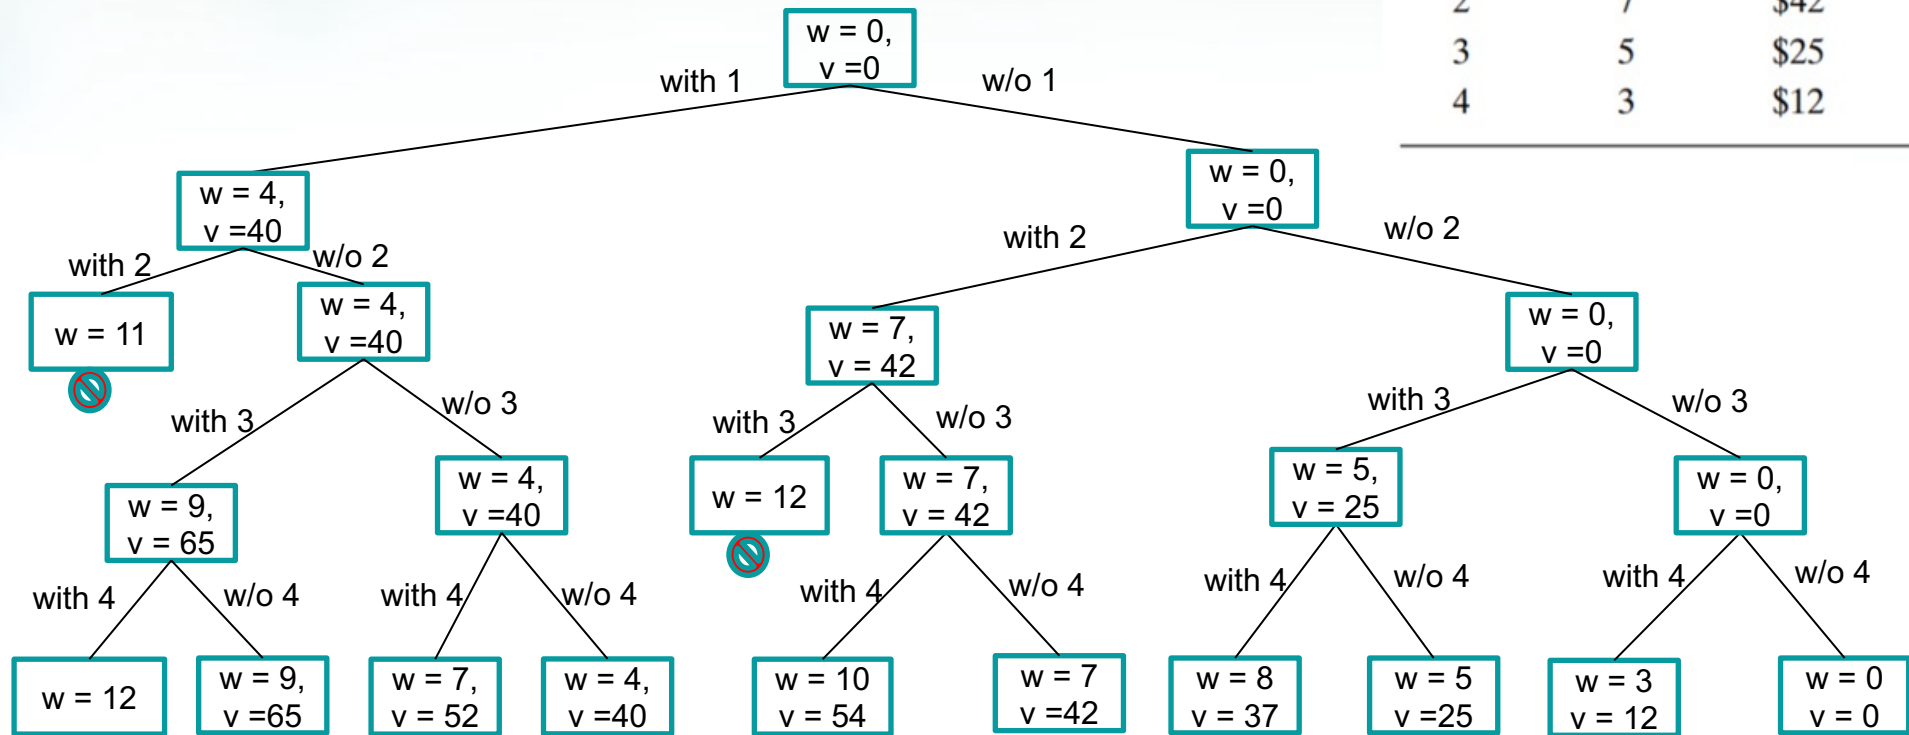 2 7 $42
3 5 $25
4 3 $12
w = 0,
v =0
with 1
w/o 1
w = 4,
v =40
w = 0,
v =0
with 2
w/o 2
with 2
w/o 2
w = 11
w = 4,
v =40
w = 7,
v = 42
w = 0,
v =0
with 3
w/o 3
with 3
w/o 3
with 3
w/o 3
w = 9,
v = 65
w = 4,
v =40
w = 12
w = 7,
v = 42
w = 5,
v = 25
w = 0,
v =0
with 4
w/o 4
with 4
w/o 4
with 4
w/o 4
with 4
w/o 4
with 4
w/o 4
w = 12
w = 9,
v =65
w = 7,
v = 52
w = 4,
v =40
w = 10
v = 54
w = 7
v =42
w = 8
v = 37
w = 5
v =25
w = 3
v = 12
w = 0
v = 0